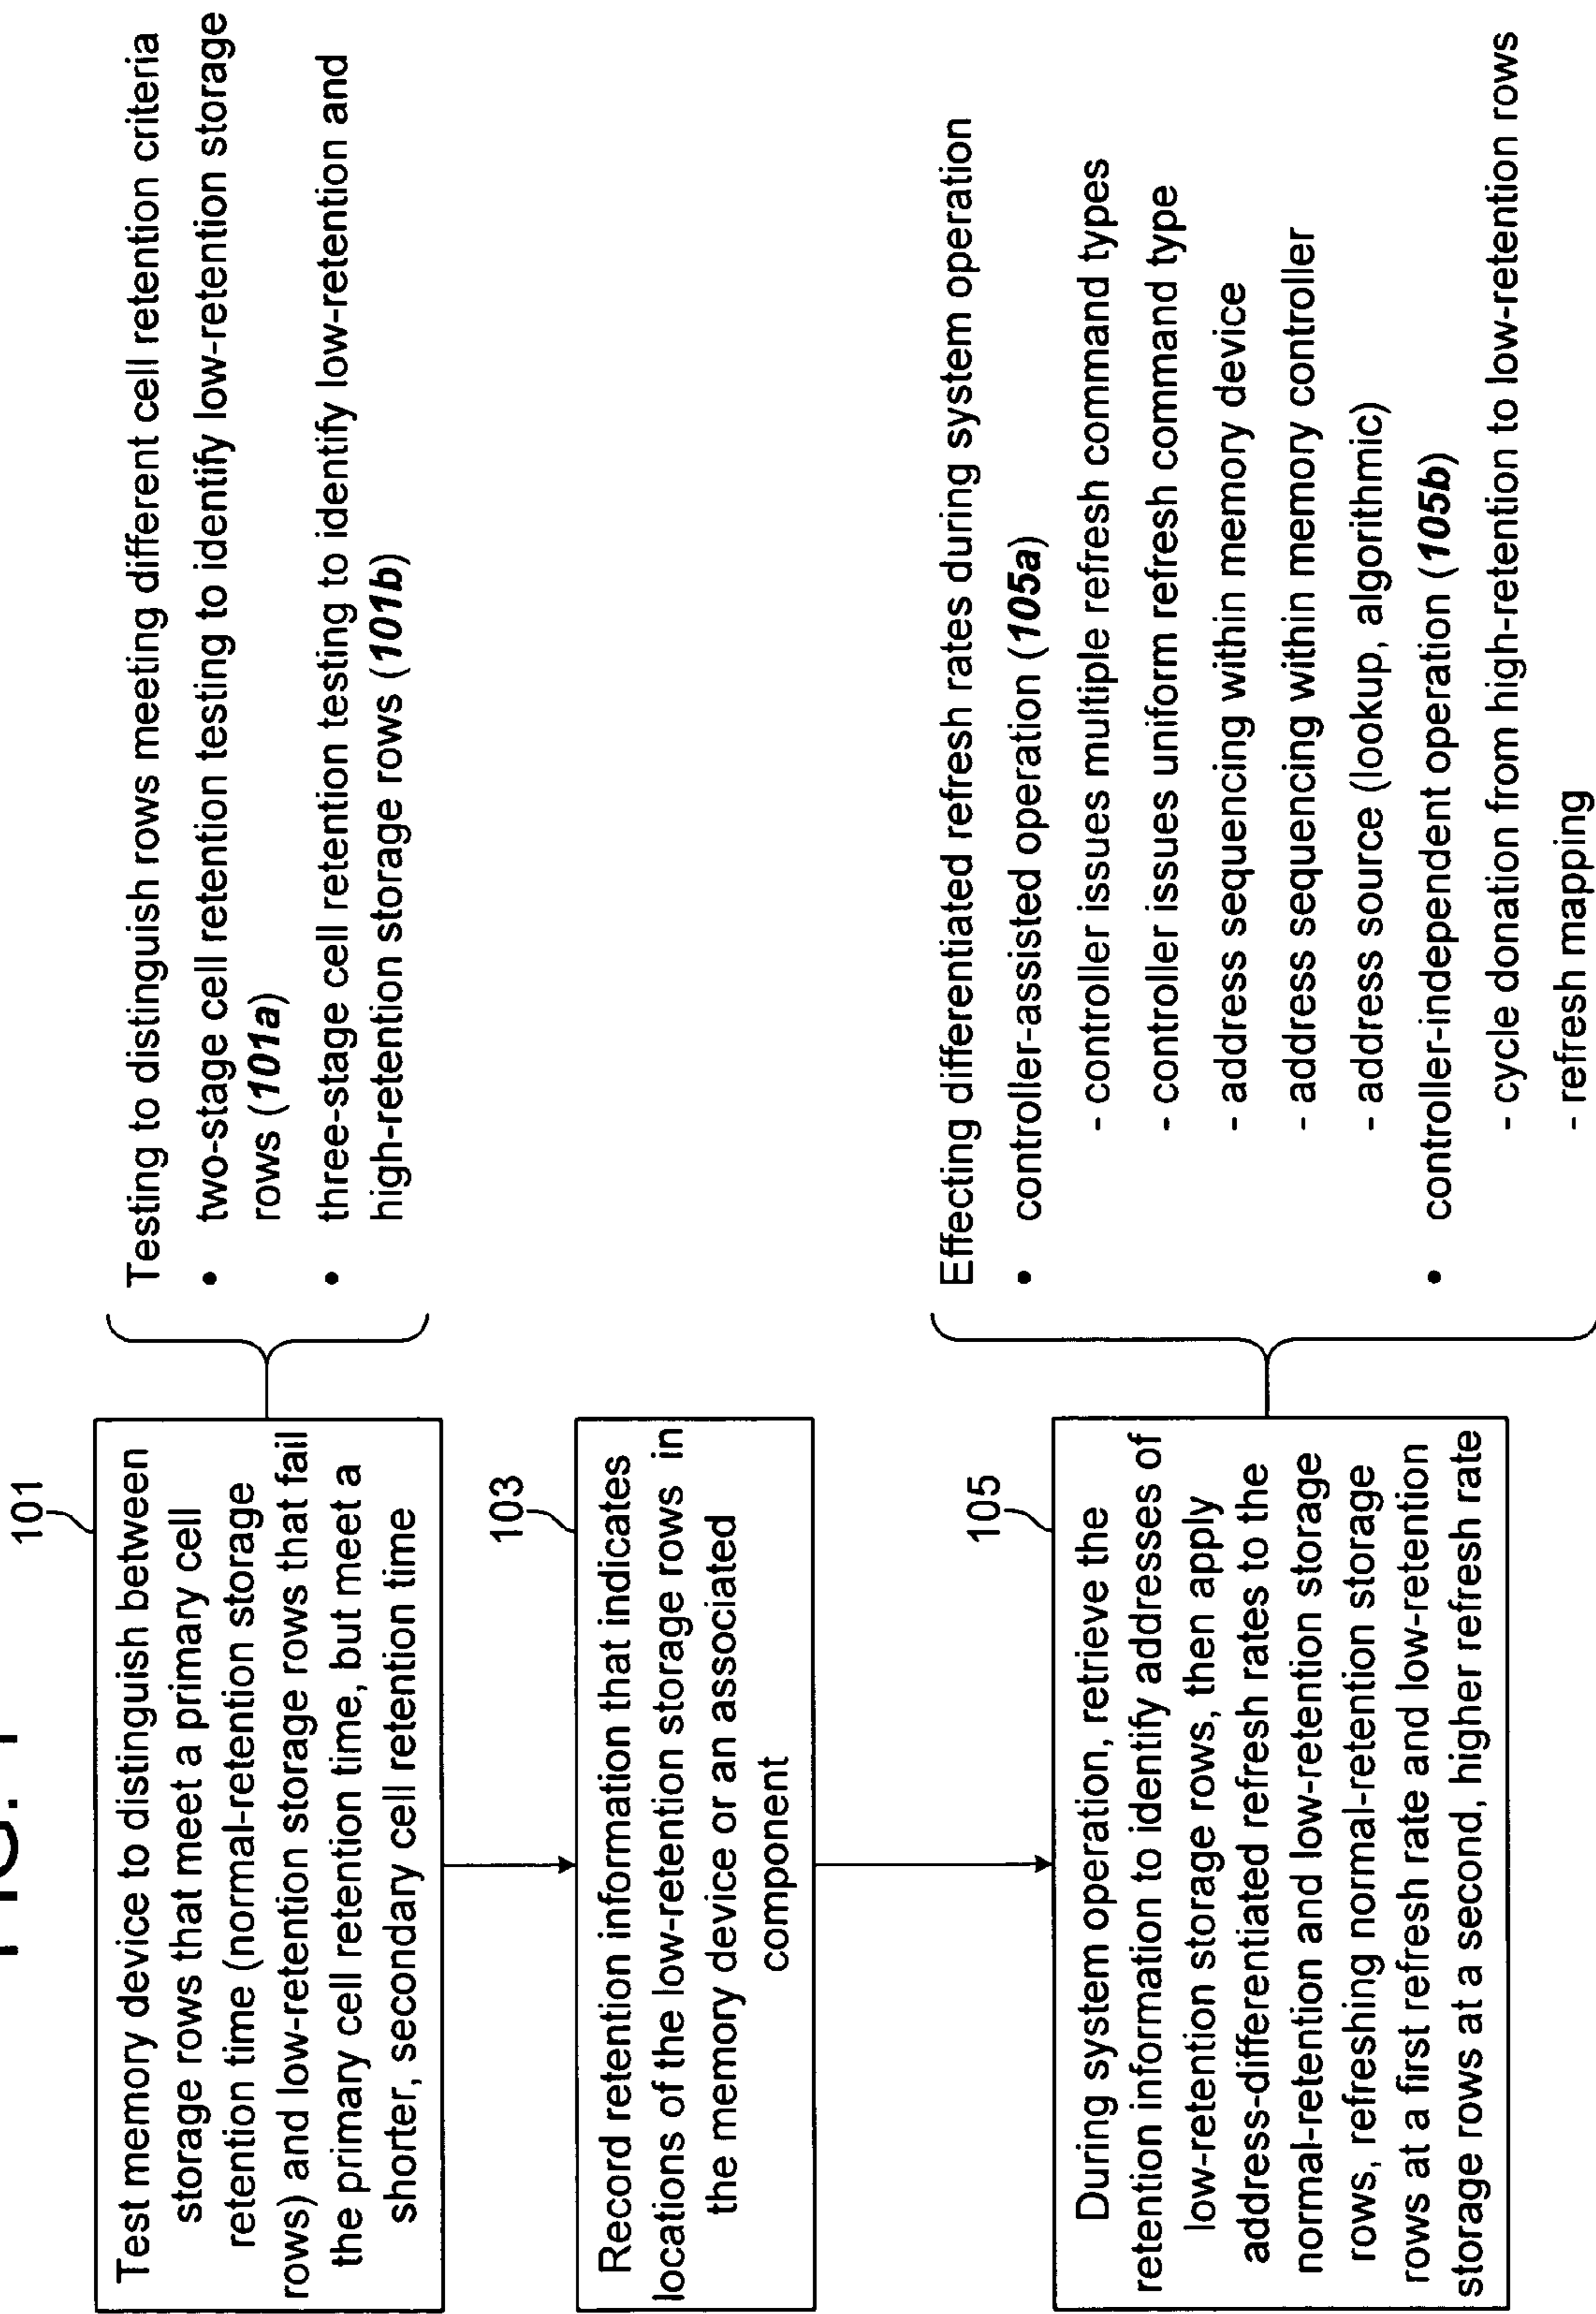 FIG. 1
101
Test memory device to distinguish between
storage rows that meet a primary cell
retention time (normal-retention storage
rows) and low-retention storage rows that fail
the primary cell retention time, but meet a
shorter, secondary cell retention time
Testing to distinguish rows meeting different cell retention criteria
• two-stage cell retention testing to identify low-retention storage
rows (101a)
• three-stage cell retention testing to identify low-retention and
high-retention storage rows (101b)
103
Record retention information that indicates
locations of the low-retention storage rows in
the memory device or an associated
component
105
During system operation, retrieve the
retention information to identify addresses of
low-retention storage rows, then apply
address-differentiated refresh rates to the
normal-retention and low-retention storage
rows, refreshing normal-retention storage
rows at a first refresh rate and low-retention
storage rows at a second, higher refresh rate
Effecting differentiated refresh rates during system operation
• controller-assisted operation (105a)
- controller issues multiple refresh command types
- controller issues uniform refresh command type
- address sequencing within memory device
- address sequencing within memory controller
- address source (lookup, algorithmic)
• controller-independent operation (105b)
- cycle donation from high-retention to low-retention rows
- refresh mapping